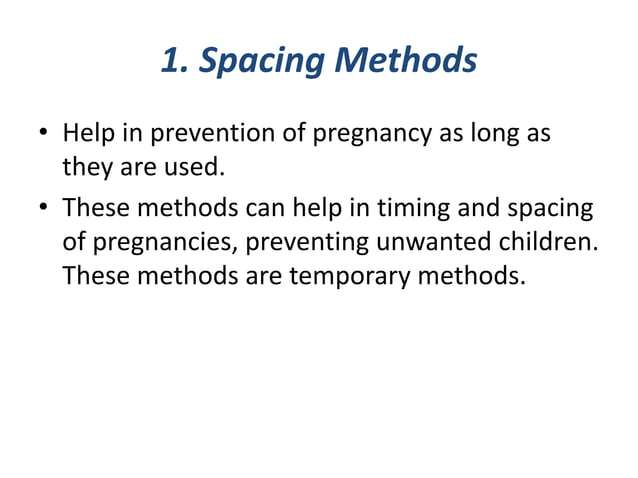 1. Spacing Methods
• Help in prevention of pregnancy as long as
they are used.
• These methods can help in timing and spacing
of pregnancies, preventing unwanted children.
These methods are temporary methods.